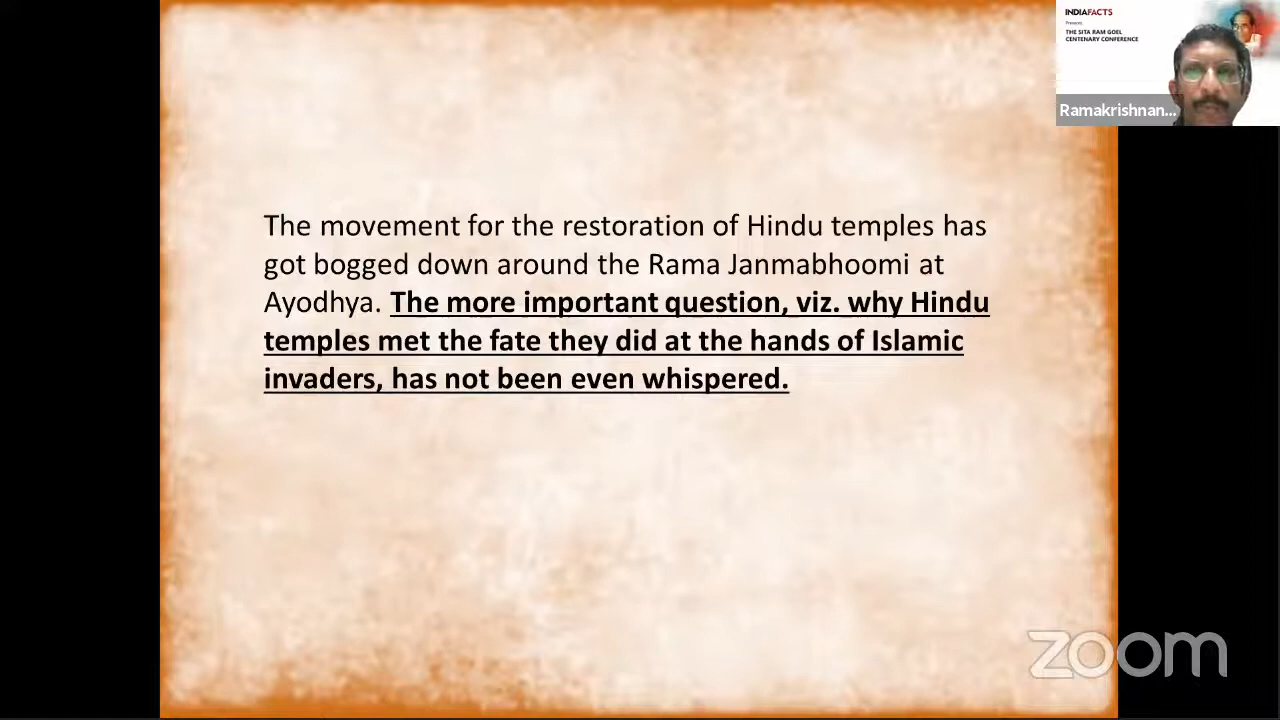 INDIAFACTS
Presents
THE SITA RAM GOEL
CENTENARY CONFERENCE
Ramakrishnan...
The movement for the restoration of Hindu temples has
got bogged down around the Rama Janmabhoomi at
Ayodhya. The more important question, viz. why Hindu
temples met the fate they did at the hands of Islamic
invaders, has not been even whispered.
zoom